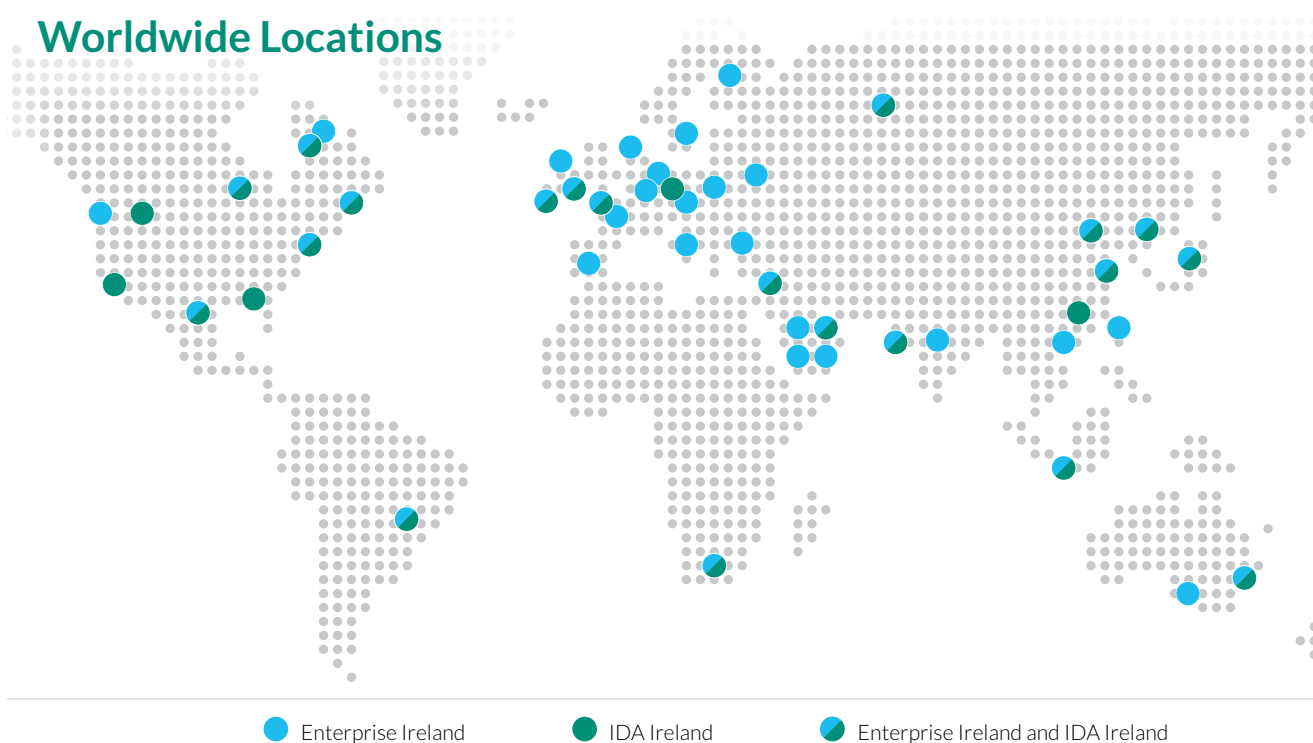 Worldwide Locations
Enterprise Ireland
IDA Ireland
Enterprise Ireland and IDA Ireland